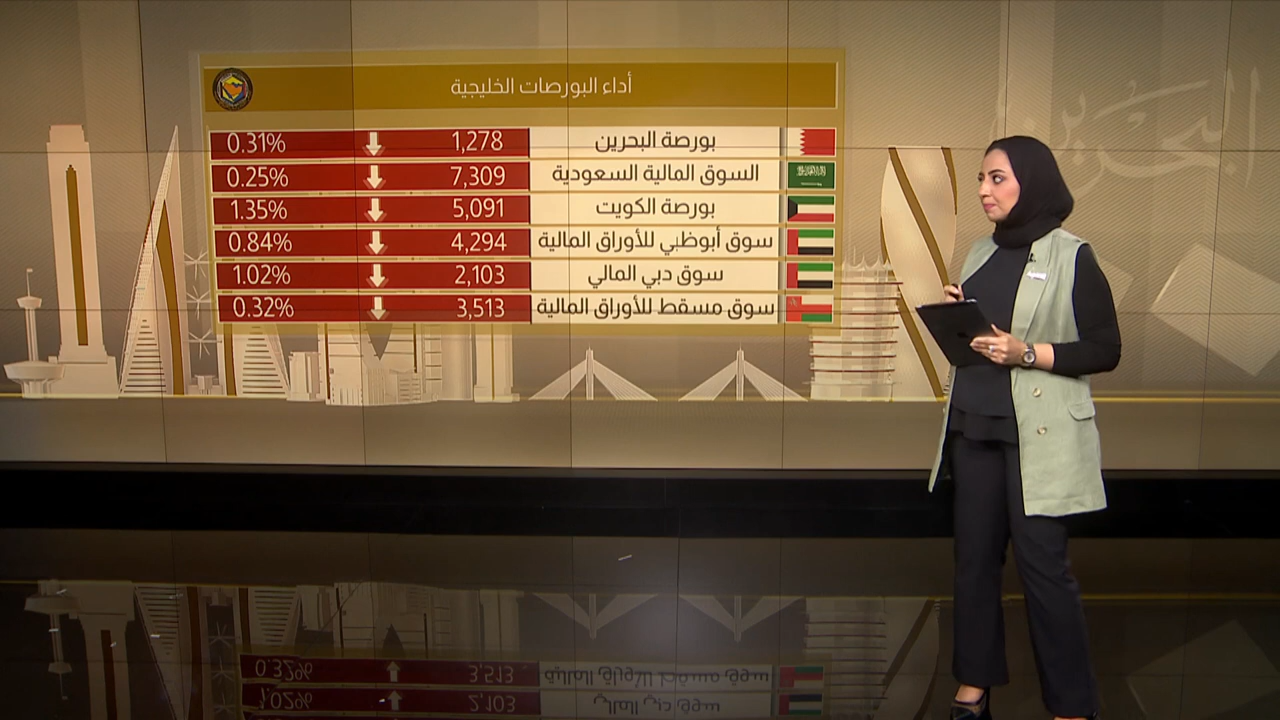 أداء البورصات الخليجية
بورصة البحرين 1,278 0.31%
السوق المالية السعودية 7,309 0.25%
بورصة الكويت 5,091 1.35%
سوق أبوظبي للأوراق المالية 4,294 0.84%
سوق دبي المالي 2,103 1.02%
سوق مسقط للأوراق المالية 3,513 0.32%
البحرين